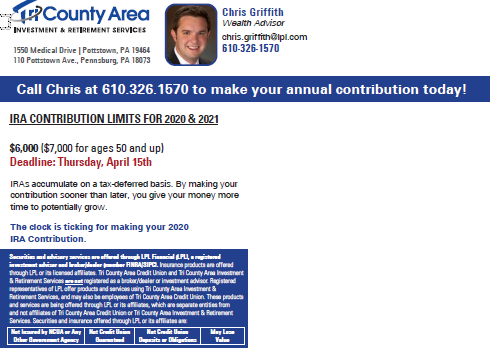 Tri County Area
INVESTMENT & RETIREMENT SERVICES
1550 Medical Drive | Pottstown, PA 19464
110 Pottstown Ave., Pennsburg, PA 18073
Chris Griffith
Wealth Advisor
chris.griffith@lpl.com
610-326-1570
Call Chris at 610.326.1570 to make your annual contribution today!
IRA CONTRIBUTION LIMITS FOR 2020 & 2021
$6,000 ($7,000 for ages 50 and up)
Deadline: Thursday, April 15th
IRAs accumulate on a tax-deferred basis. By making your
contribution sooner than later, you give your money more
time to potentially grow.
The clock is ticking for making your 2020
IRA Contribution.
Securities and advisory services are offered through LPL Financial (LPL), a registered
investment advisor and broker/dealer (member FINRA/SIPC). Insurance products are offered
through LPL or its licensed affiliates. Tri County Area Credit Union and Tri County Area Investment
& Retirement Services are not registered as a broker/dealer or investment advisor. Registered
representatives of LPL offer products and services using Tri County Area Investment &
Retirement Services, and may also be employees of Tri County Area Credit Union. These products
and services are being offered through LPL or its affiliates, which are separate entities from
and not affiliates of Tri County Area Credit Union or Tri County Area Investment & Retirement
Services. Securities and insurance offered through LPL or its affiliates are:
Not Insured by NCUA or Any
Other Government Agency
Not Credit Union
Guaranteed
Not Credit Union
Deposits or Obligations
May Lose
Value